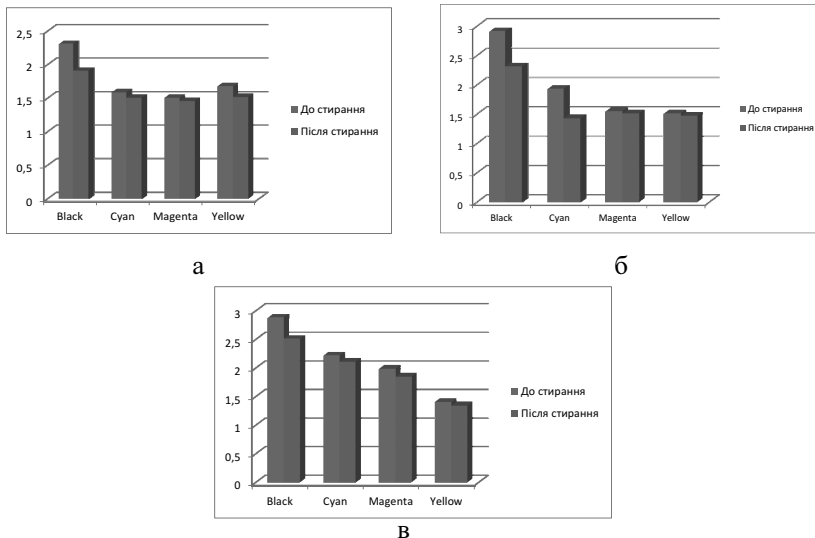 2,5
2
1,5
1
0,5
0
Black Cyan Magenta Yellow
До стирання
Після стирання
а
3
2,5
2
1,5
1
0,5
0
Black Cyan Magenta Yellow
До стирання
Після стирання
б
3
2,5
2
1,5
1
0,5
0
Black Cyan Magenta Yellow
До стирання
Після стирання
в